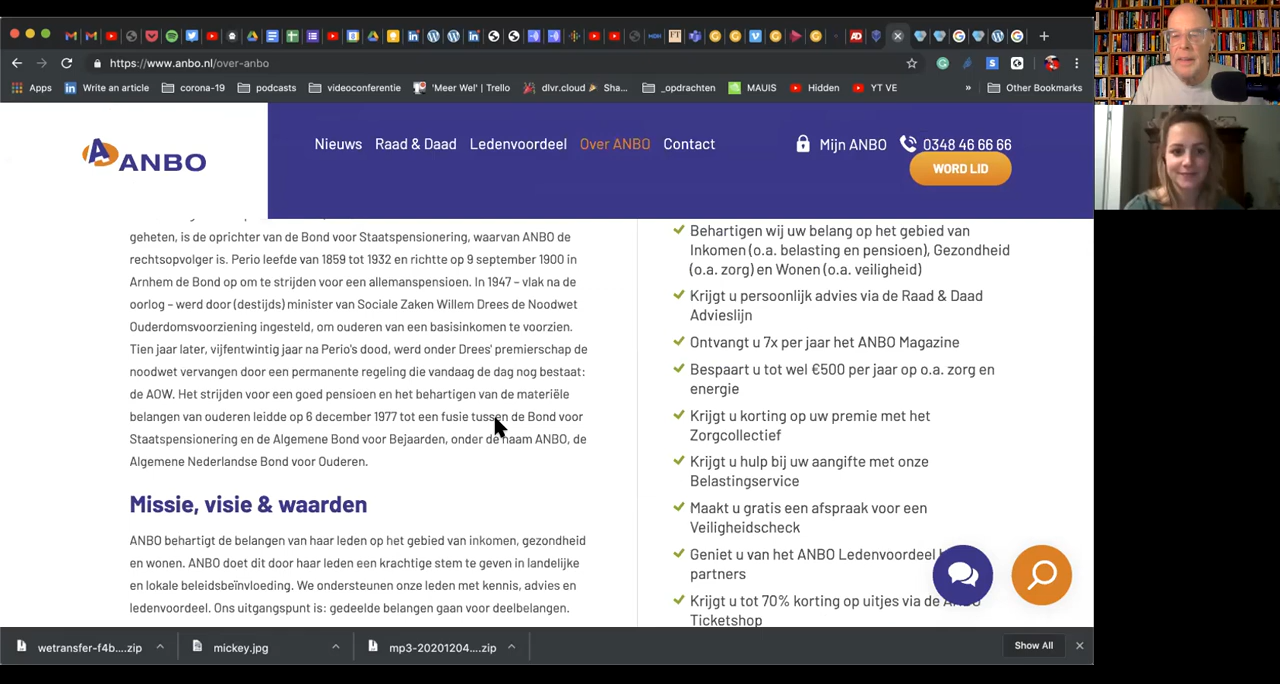 https://www.anbo.nl/over-anbo
Apps
Write an article
corona-19
podcasts
videoconferentie
'Meer Wel' | Trello
dlvr.cloud Sha...
_opdrachten
MAUIS
Hidden
YT VE
»
Other Bookmarks
ANBO
Nieuws
Raad & Daad
Ledenvoordeel
Over ANBO
Contact
Mijn ANBO
0348 46 66 66
WORD LID
geheten, is de oprichter van de Bond voor Staatspensionering, waarvan ANBO de
rechtsopvolger is. Perio leefde van 1859 tot 1932 en richtte op 9 september 1900 in
Arnhem de Bond op om te strijden voor een allemanspensioen. In 1947 – vlak na de
oorlog – werd door (destijds) minister van Sociale Zaken Willem Drees de Noodwet
Ouderdomsvoorziening ingesteld, om ouderen van een basisinkomen te voorzien.
Tien jaar later, vijfentwintig jaar na Perio's dood, werd onder Drees' premierschap de
noodwet vervangen door een permanente regeling die vandaag de dag nog bestaat:
de AOW. Het strijden voor een goed pensioen en het behartigen van de materiële
belangen van ouderen leidde op 6 december 1977 tot een fusie tussen de Bond voor
Staatspensionering en de Algemene Bond voor Bejaarden, onder de naam ANBO, de
Algemene Nederlandse Bond voor Ouderen.
Missie, visie & waarden
ANBO behartigt de belangen van haar leden op het gebied van inkomen, gezondheid
en wonen. ANBO doet dit door haar leden een krachtige stem te geven in landelijke
en lokale beleidsbeïnvloeding. We ondersteunen onze leden met kennis, advies en
ledenvoordeel. Ons uitgangspunt is: gedeelde belangen gaan voor deelbelangen.
Behartigen wij uw belang op het gebied van
Inkomen (o.a. belasting en pensioen), Gezondheid
(o.a. zorg) en Wonen (o.a. veiligheid)
Krijgt u persoonlijk advies via de Raad & Daad
Advieslijn
Ontvangt u 7x per jaar het ANBO Magazine
Bespaart u tot wel €500 per jaar op o.a. zorg en
energie
Krijgt u korting op uw premie met het
Zorgcollectief
Krijgt u hulp bij uw aangifte met onze
Belastingservice
Maakt u gratis een afspraak voor een
Veiligheidscheck
Geniet u van het ANBO Ledenvoordeel
partners
Krijgt u tot 70% korting op uitjes via de ANBO
Ticketshop
wetransfer-f4b....zip
mickey.jpg
mp3-20201204....zip
Show All